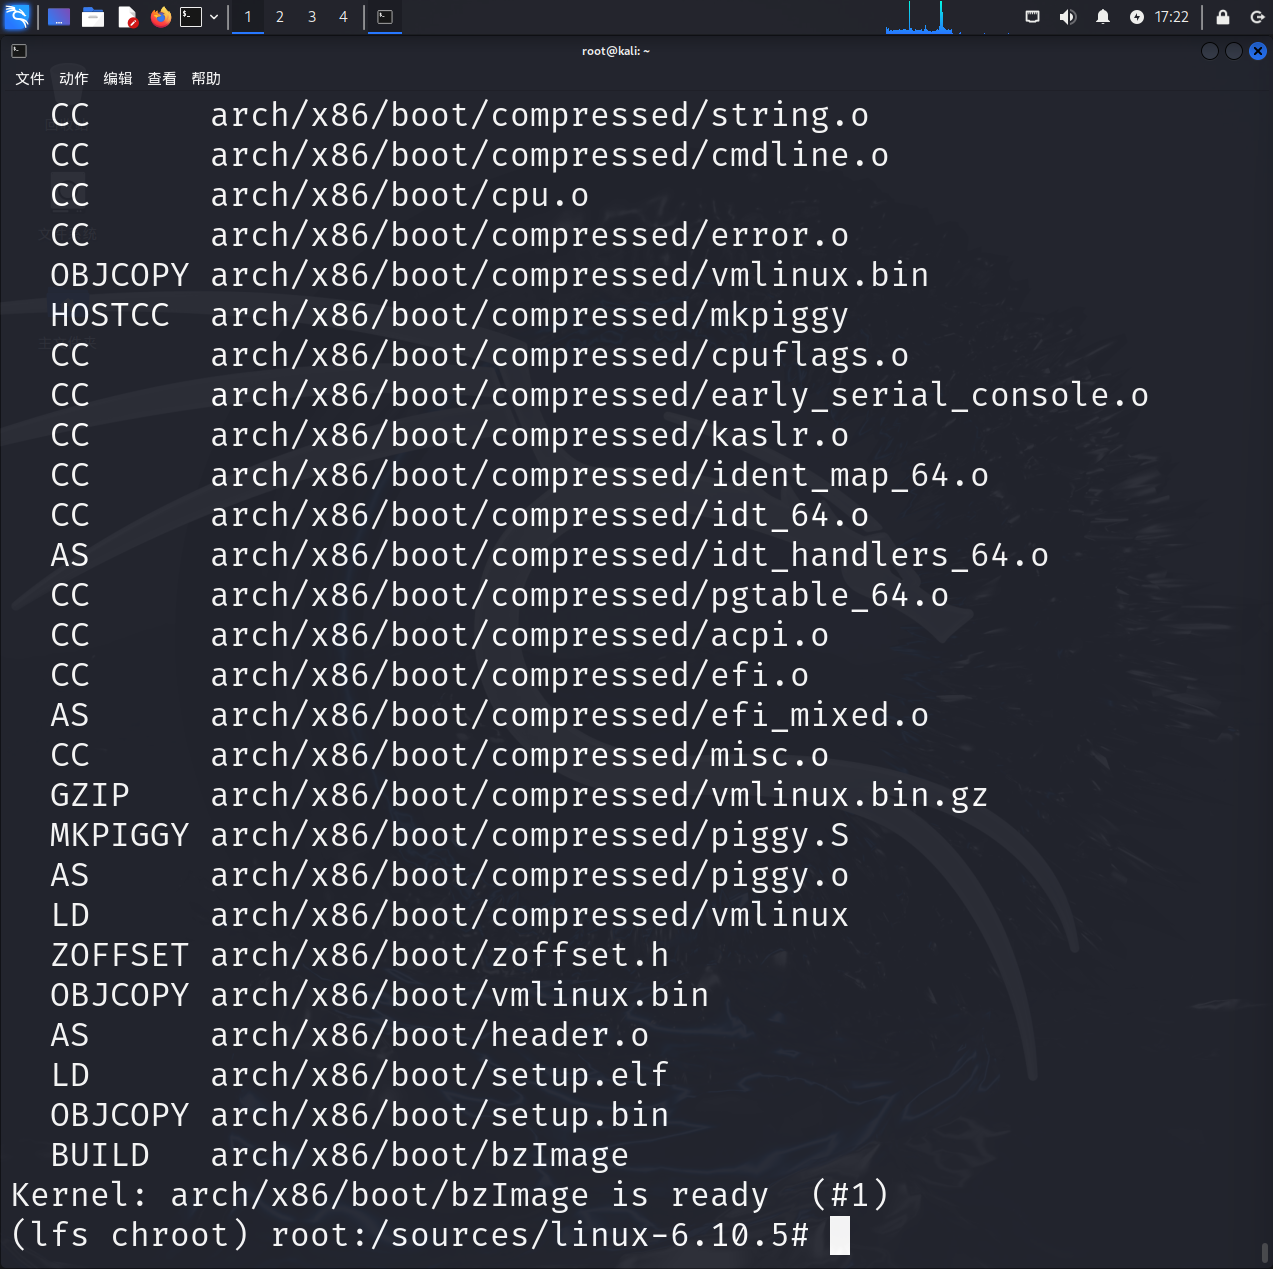 1 2 3 4 17:22
root@kali: ~
文件 动作 编辑 查看 帮助
CC arch/x86/boot/compressed/string.o
CC arch/x86/boot/compressed/cmdline.o
CC arch/x86/boot/cpu.o
CC arch/x86/boot/compressed/error.o
OBJCOPY arch/x86/boot/compressed/vmlinux.bin
HOSTCC arch/x86/boot/compressed/mkpiggy
CC arch/x86/boot/compressed/cpuflags.o
CC arch/x86/boot/compressed/early_serial_console.o
CC arch/x86/boot/compressed/kaslr.o
CC arch/x86/boot/compressed/ident_map_64.o
CC arch/x86/boot/compressed/idt_64.o
AS arch/x86/boot/compressed/idt_handlers_64.o
CC arch/x86/boot/compressed/pgtable_64.o
CC arch/x86/boot/compressed/acpi.o
CC arch/x86/boot/compressed/efi.o
AS arch/x86/boot/compressed/efi_mixed.o
CC arch/x86/boot/compressed/misc.o
GZIP arch/x86/boot/compressed/vmlinux.bin.gz
MKPIGGY arch/x86/boot/compressed/piggy.S
AS arch/x86/boot/compressed/piggy.o
LD arch/x86/boot/compressed/vmlinux
ZOFFSET arch/x86/boot/zoffset.h
OBJCOPY arch/x86/boot/vmlinux.bin
AS arch/x86/boot/header.o
LD arch/x86/boot/setup.elf
OBJCOPY arch/x86/boot/setup.bin
BUILD arch/x86/boot/bzImage
Kernel: arch/x86/boot/bzImage is ready (#1)
(lfs chroot) root:/sources/linux-6.10.5#